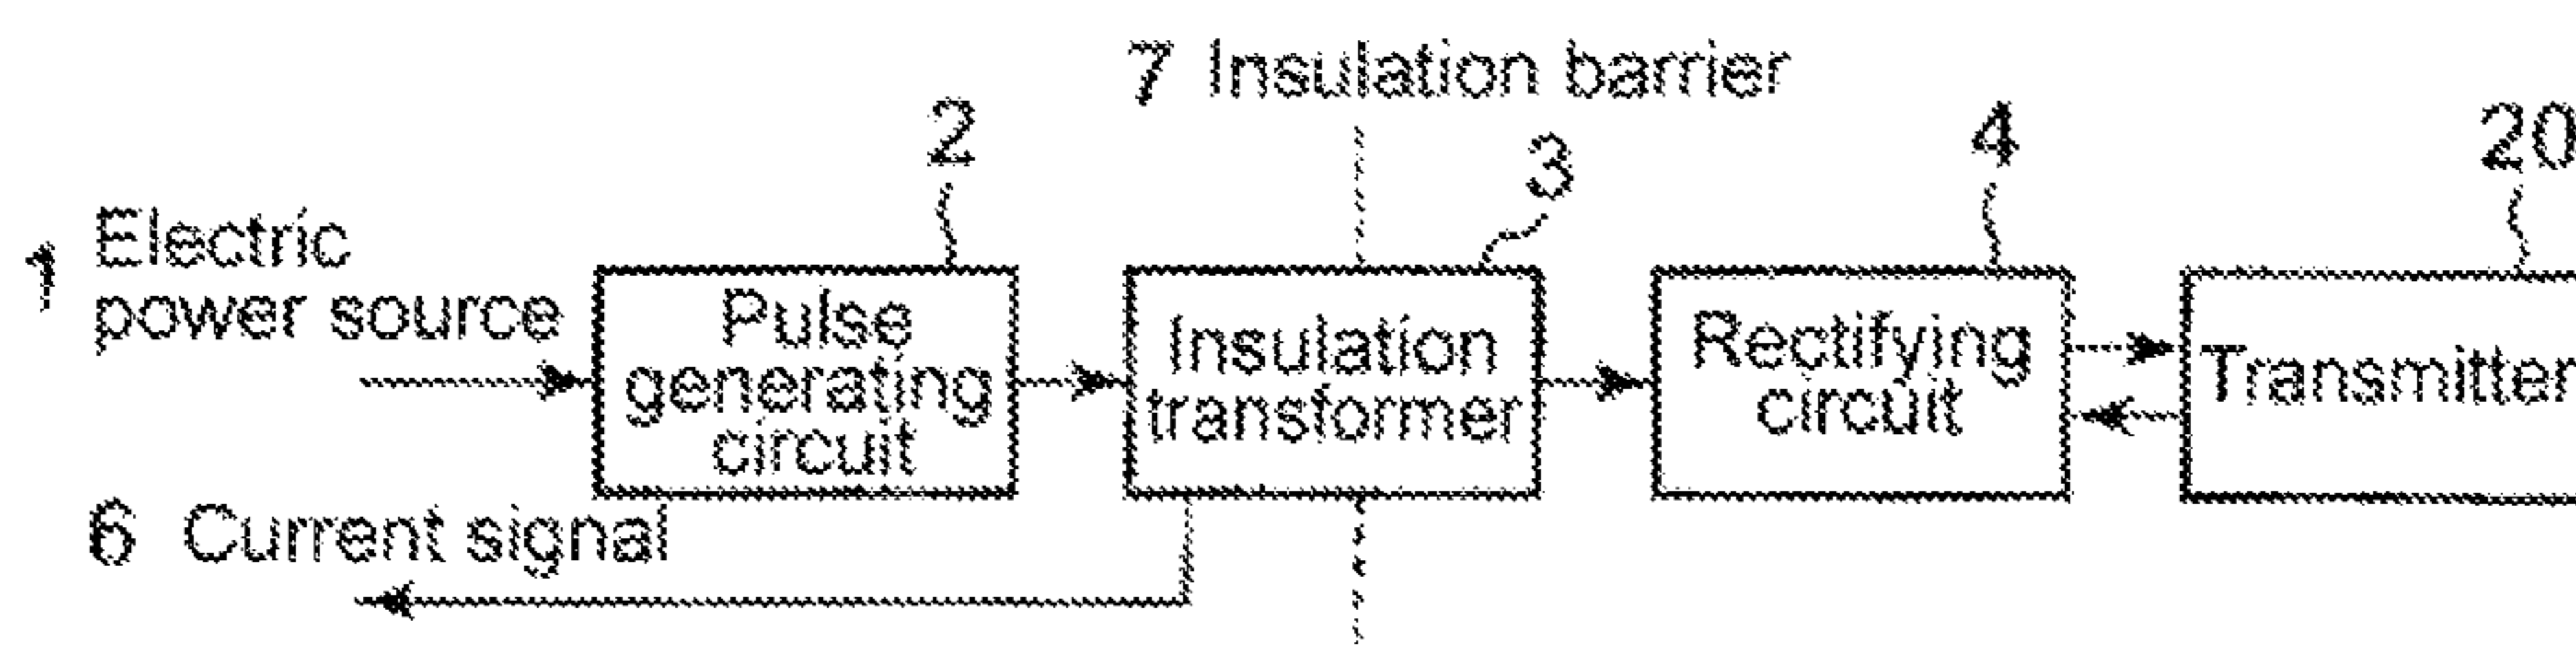 7 Insulation barrier
2
3
4
20
1 Electric
power source
Pulse
generating
circuit
Insulation
transformer
Rectifying
circuit
Transmitter
6 Current signal